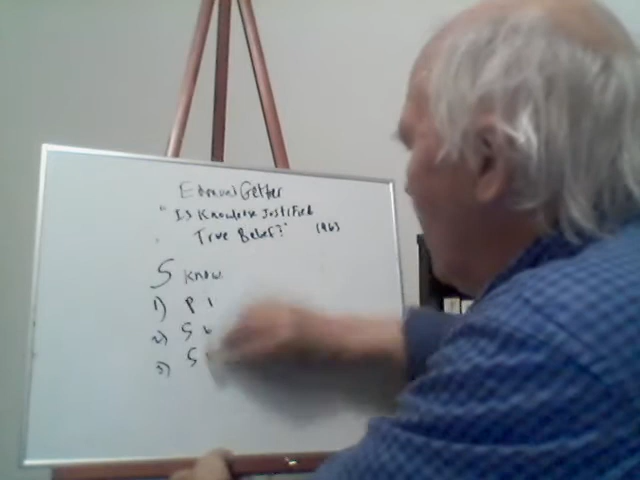 Edmund Gettier
"Is Knowledge Justified
True Belief?" (1963
S know
1) P i
2) S b
3) S